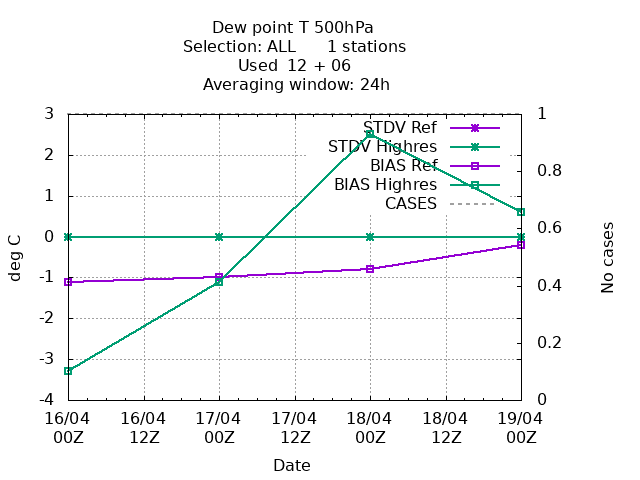 Dew point T 500hPa
Selection: ALL 1 stations
Used 12 + 06
Averaging window: 24h
3 1
STDV Ref
STDV Highres
2
BIAS Ref
0.8
BIAS Highres
1
CASES
0 0.6
deg C No cases
-1 0.4
-2
0.2
-3
-4 0
16/04 16/04 17/04 17/04 18/04 18/04 19/04
00Z 12Z 00Z 12Z 00Z 12Z 00Z
Date